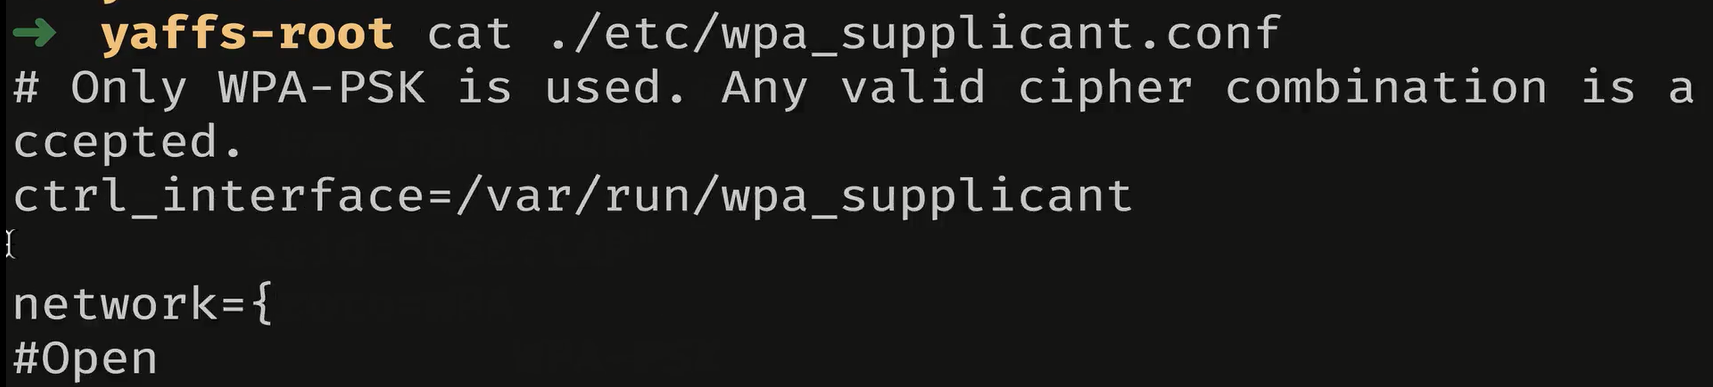 ➜ yaffs-root cat ./etc/wpa_supplicant.conf
# Only WPA-PSK is used. Any valid cipher combination is a
ccepted.
ctrl_interface=/var/run/wpa_supplicant
network={
#Open